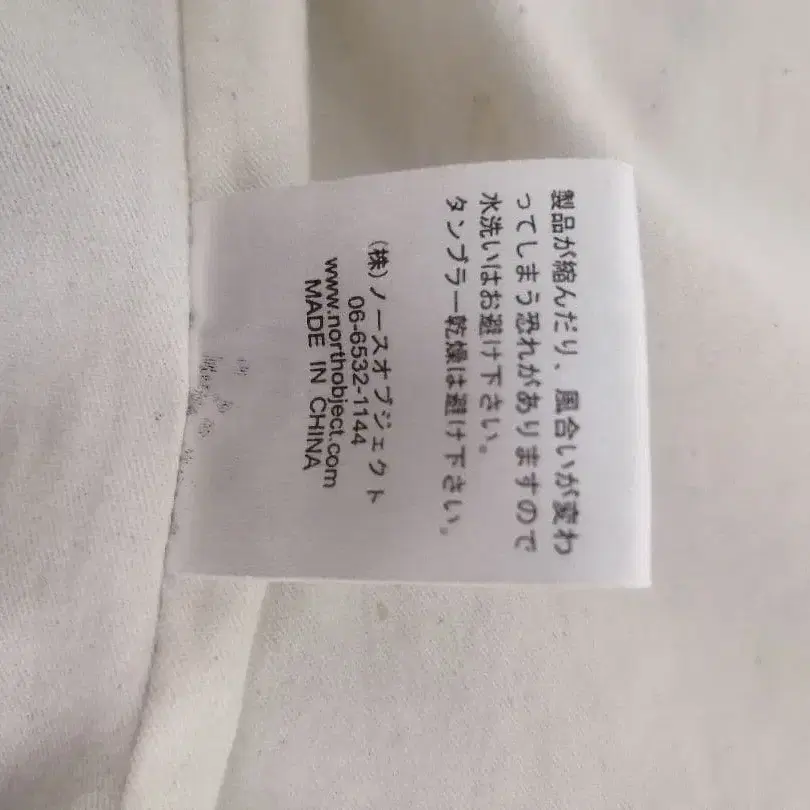 製品が縮んだり、風合いが変わ
ってしまう恐れがありますので
水洗いはお避け下さい。
タンブラー乾燥は避け下さい。
(株)ノースオブジェクト
06-6532-1144
www.northobject.com
MADE IN CHINA